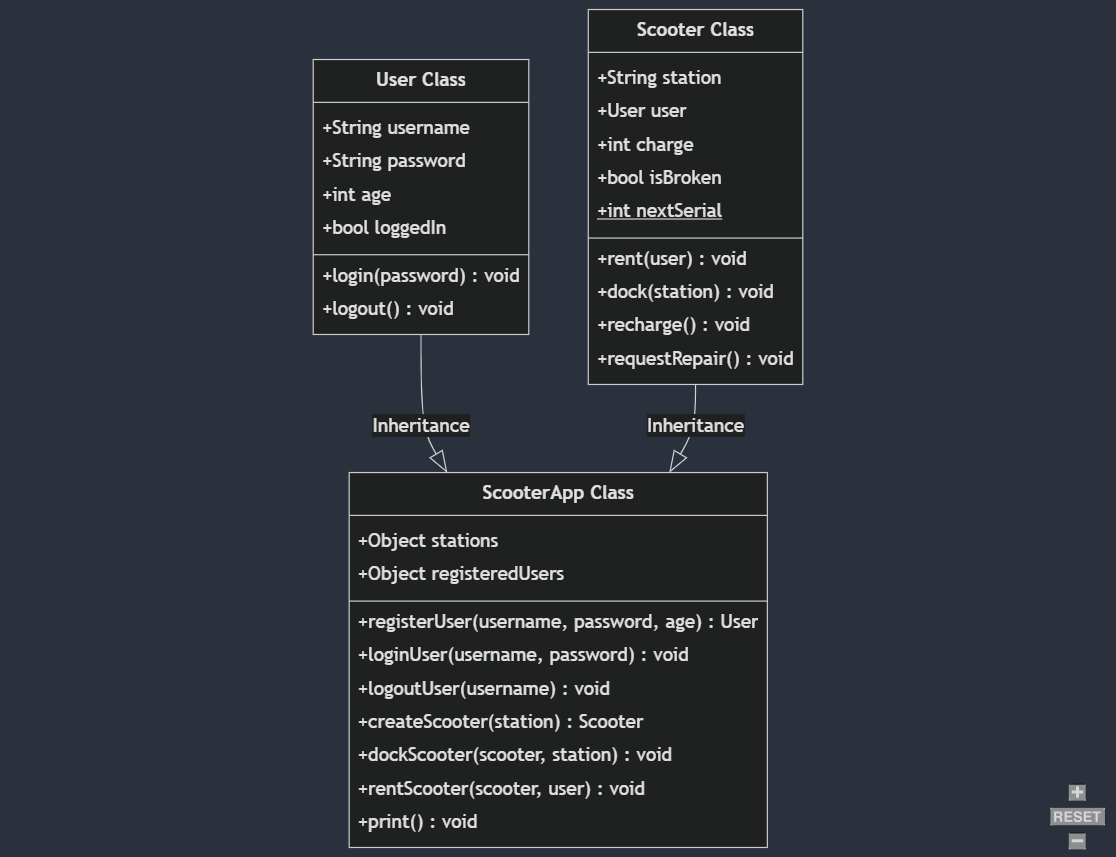 User Class
+String username
+String password
+int age
+bool loggedIn
+login(password) : void
+logout() : void
Scooter Class
+String station
+User user
+int charge
+bool isBroken
+int nextSerial
+rent(user) : void
+dock(station) : void
+recharge() : void
+requestRepair() : void
Inheritance
Inheritance
ScooterApp Class
+Object stations
+Object registeredUsers
+registerUser(username, password, age) : User
+loginUser(username, password) : void
+logoutUser(username) : void
+createScooter(station) : Scooter
+dockScooter(scooter, station) : void
+rentScooter(scooter, user) : void
+print() : void
+
RESET
−